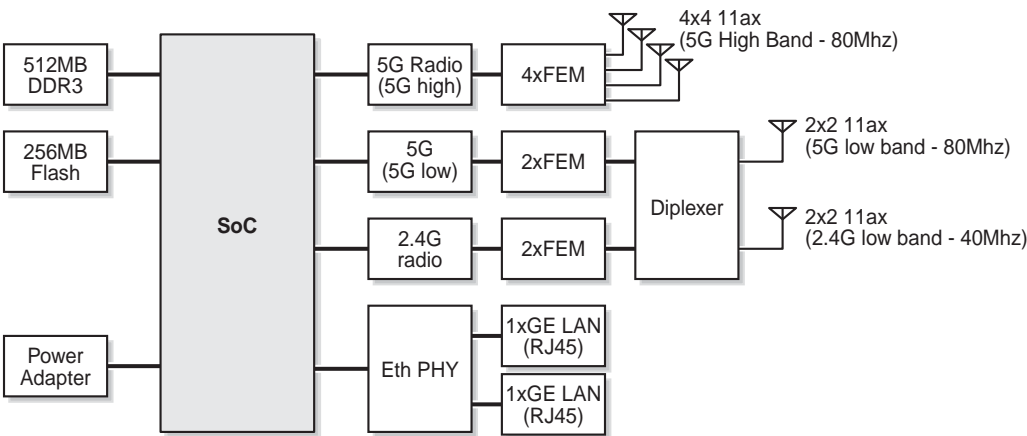 512MB
DDR3
256MB
Flash
Power
Adapter
SoC
5G Radio
(5G high)
4xFEM
4x4 11ax
(5G High Band - 80Mhz)
5G
(5G low)
2xFEM
2.4G
radio
2xFEM
Diplexer
2x2 11ax
(5G low band - 80Mhz)
2x2 11ax
(2.4G low band - 40Mhz)
Eth PHY
1xGE LAN
(RJ45)
1xGE LAN
(RJ45)